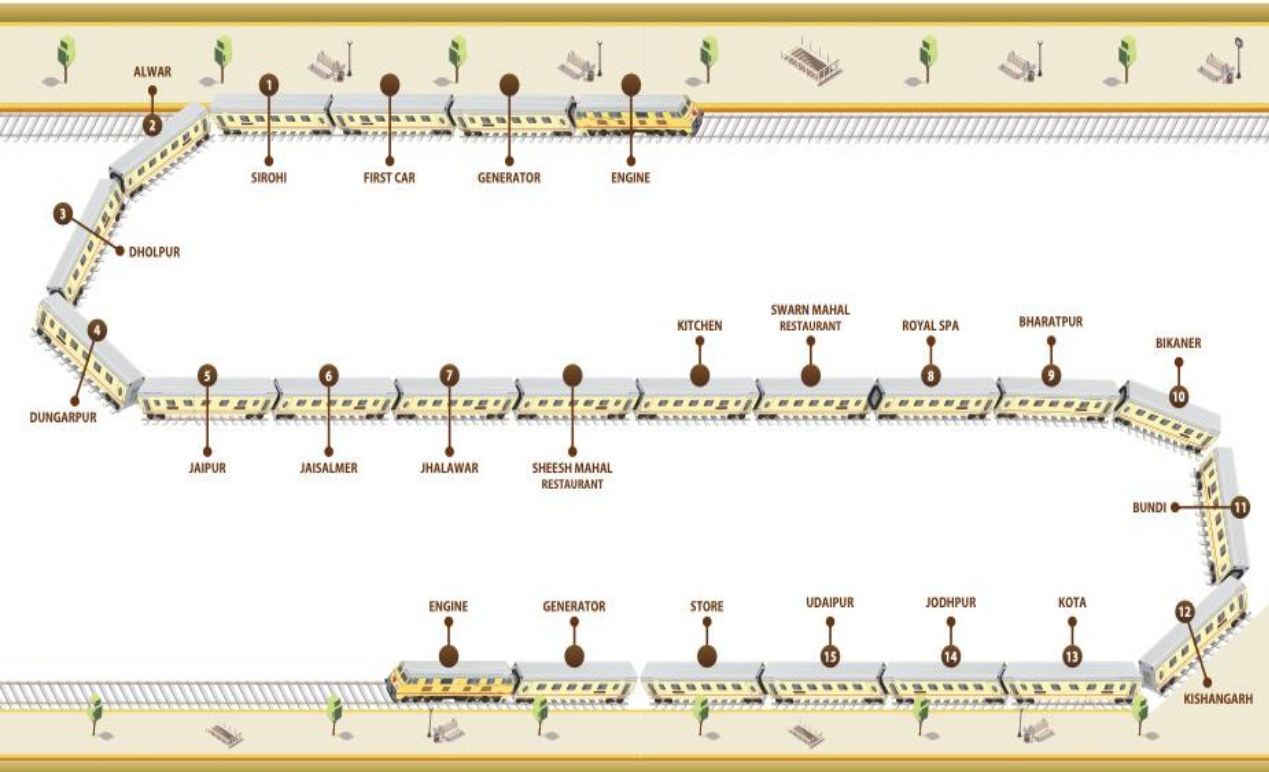 ALWAR
2
1
SIROHI
FIRST CAR
GENERATOR
ENGINE
3
DHOLPUR
4
DUNGARPUR
5
JAIPUR
6
JAISALMER
7
JHALAWAR
SHEESH MAHAL
RESTAURANT
KITCHEN
SWARN MAHAL
RESTAURANT
ROYAL SPA
8
BHARATPUR
9
BIKANER
10
BUNDI
11
12
KISHANGARH
KOTA
13
JODHPUR
14
UDAIPUR
15
STORE
GENERATOR
ENGINE